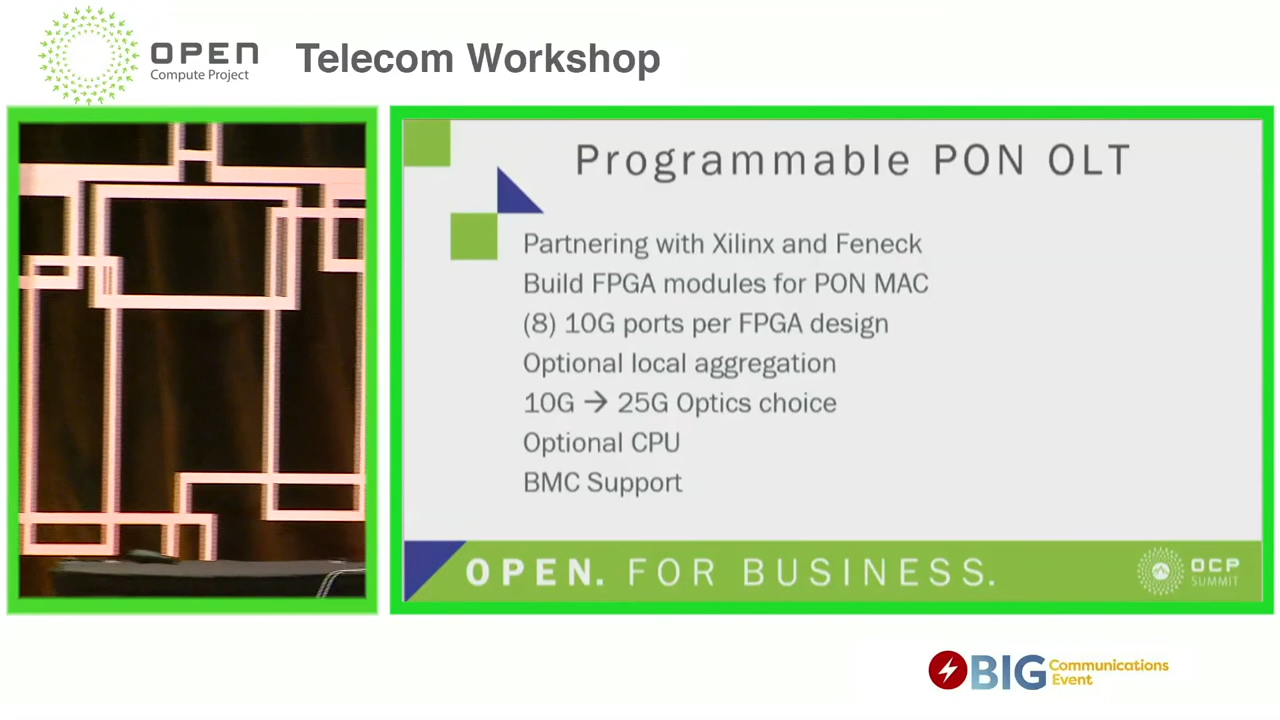 OPEN
Compute Project
Telecom Workshop
Programmable PON OLT
Partnering with Xilinx and Feneck
Build FPGA modules for PON MAC
(8) 10G ports per FPGA design
Optional local aggregation
10G → 25G Optics choice
Optional CPU
BMC Support
OPEN. FOR BUSINESS.
OCP
SUMMIT
BIG Communications
Event